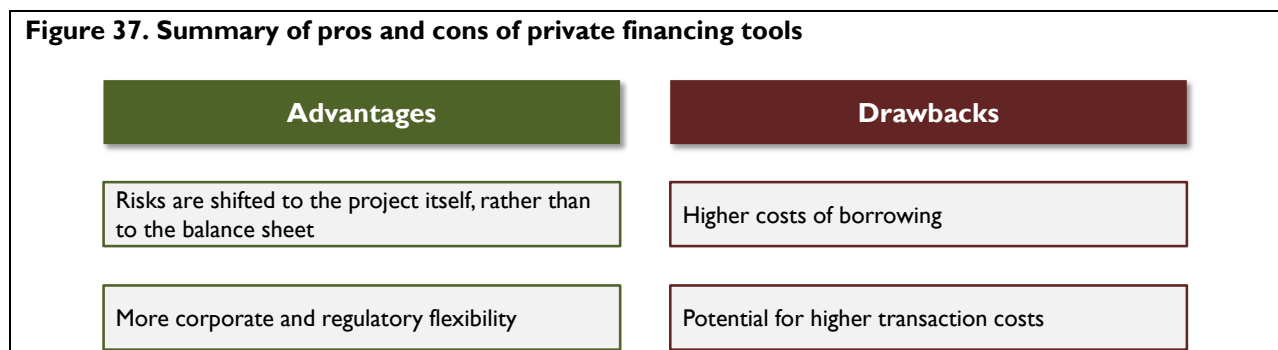 Figure 37. Summary of pros and cons of private financing tools
Advantages
Drawbacks
Risks are shifted to the project itself, rather than
to the balance sheet
Higher costs of borrowing
More corporate and regulatory flexibility
Potential for higher transaction costs